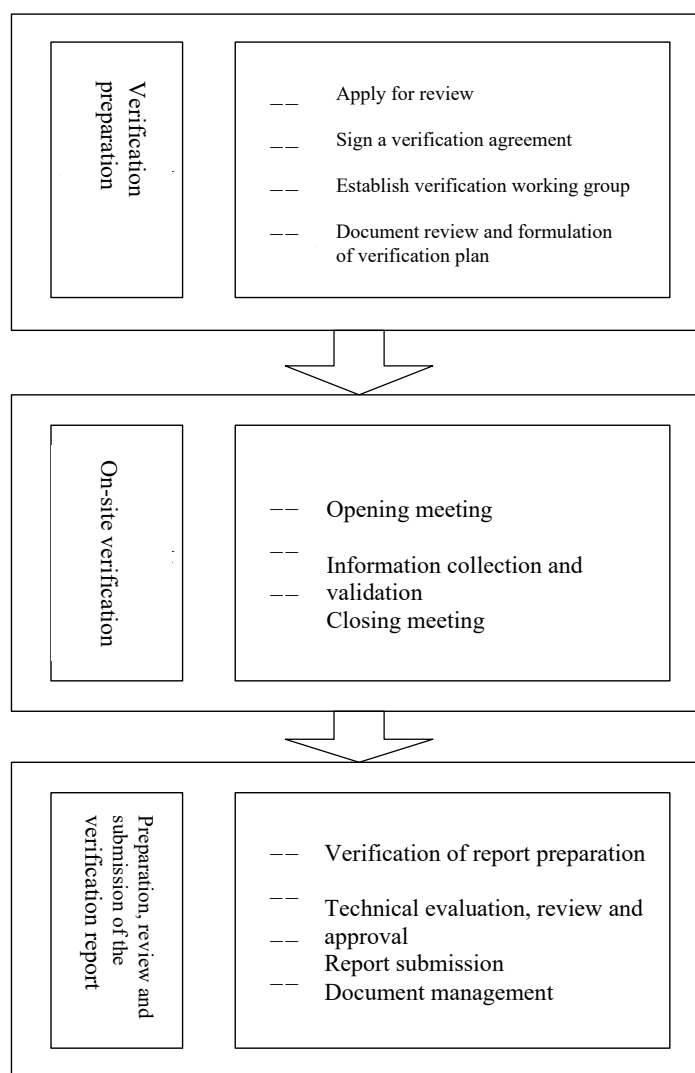 Verification
preparation
—— Apply for review
—— Sign a verification agreement
—— Establish verification working group
—— Document review and formulation
of verification plan
On-site verification
—— Opening meeting
—— Information collection and
—— validation
Closing meeting
Preparation, review and
submission of the
verification report
—— Verification of report preparation
—— Technical evaluation, review and
—— approval
Report submission
—— Document management